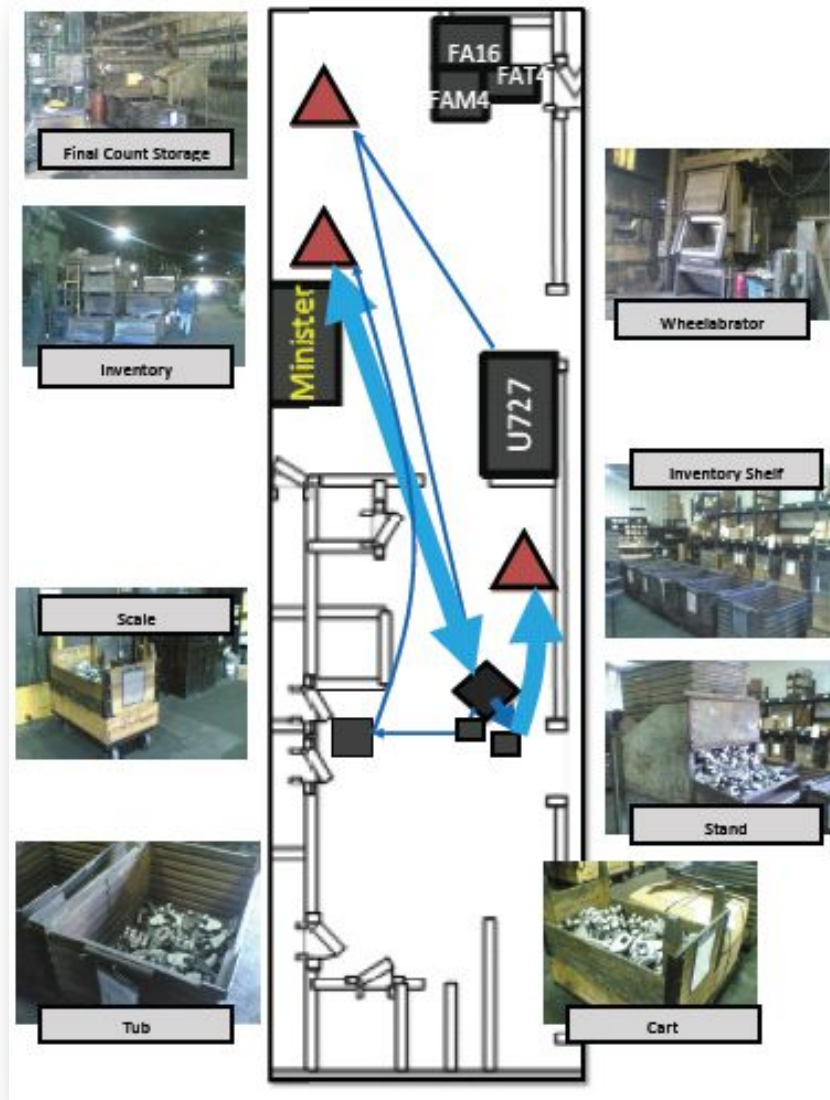 Final Count Storage
FA16
FAT4
FAM4
Inventory
Minister
Wheelabrator
U727
Inventory Shelf
Scale
Stand
Tub
Cart